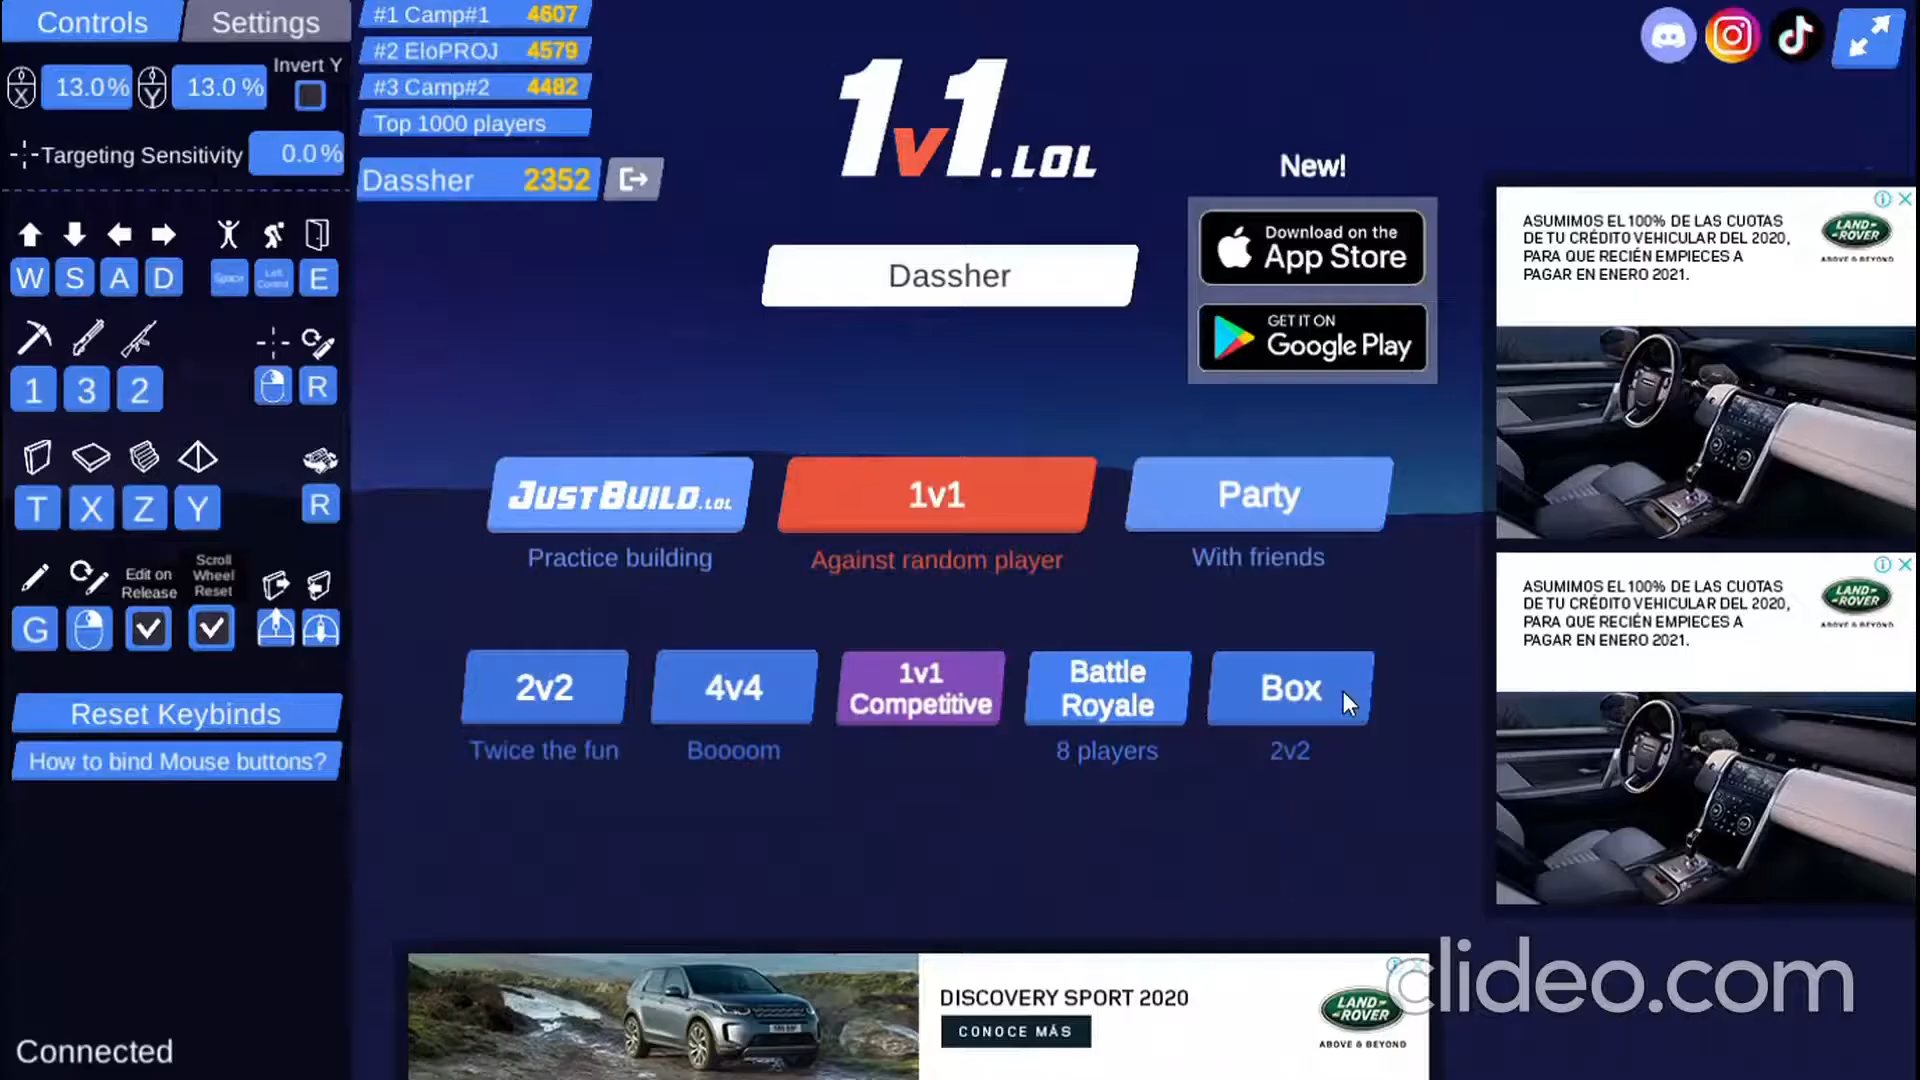 Controls
Settings
13.0%
13.0 %
Invert Y
X
Y
Targeting Sensitivity
0.0%
W
S
A
D
Space
Left Control
E
1
3
2
R
T
X
Z
Y
R
Edit on
Release
Scroll
Wheel
Reset
G
Reset Keybinds
How to bind Mouse buttons?
Connected
#1 Camp#1 4607
#2 EloPROJ 4579
#3 Camp#2 4482
Top 1000 players
Dassher 2352
1v1.LOL
Dassher
New!
Download on the
App Store
GET IT ON
Google Play
JUSTBUILD.LOL
Practice building
1v1
Against random player
Party
With friends
2v2
Twice the fun
4v4
Boooom
1v1
Competitive
Battle
Royale
8 players
Box
2v2
ASUMIMOS EL 100% DE LAS CUOTAS
DE TU CRÉDITO VEHICULAR DEL 2020,
PARA QUE RECIÉN EMPIECES A
PAGAR EN ENERO 2021.
LAND-
ROVER
ABOVE & BEYOND
ASUMIMOS EL 100% DE LAS CUOTAS
DE TU CRÉDITO VEHICULAR DEL 2020,
PARA QUE RECIÉN EMPIECES A
PAGAR EN ENERO 2021.
LAND-
ROVER
ABOVE & BEYOND
DISCOVERY SPORT 2020
CONOCE MÁS
LAND-
ROVER
ABOVE & BEYOND
clideo.com